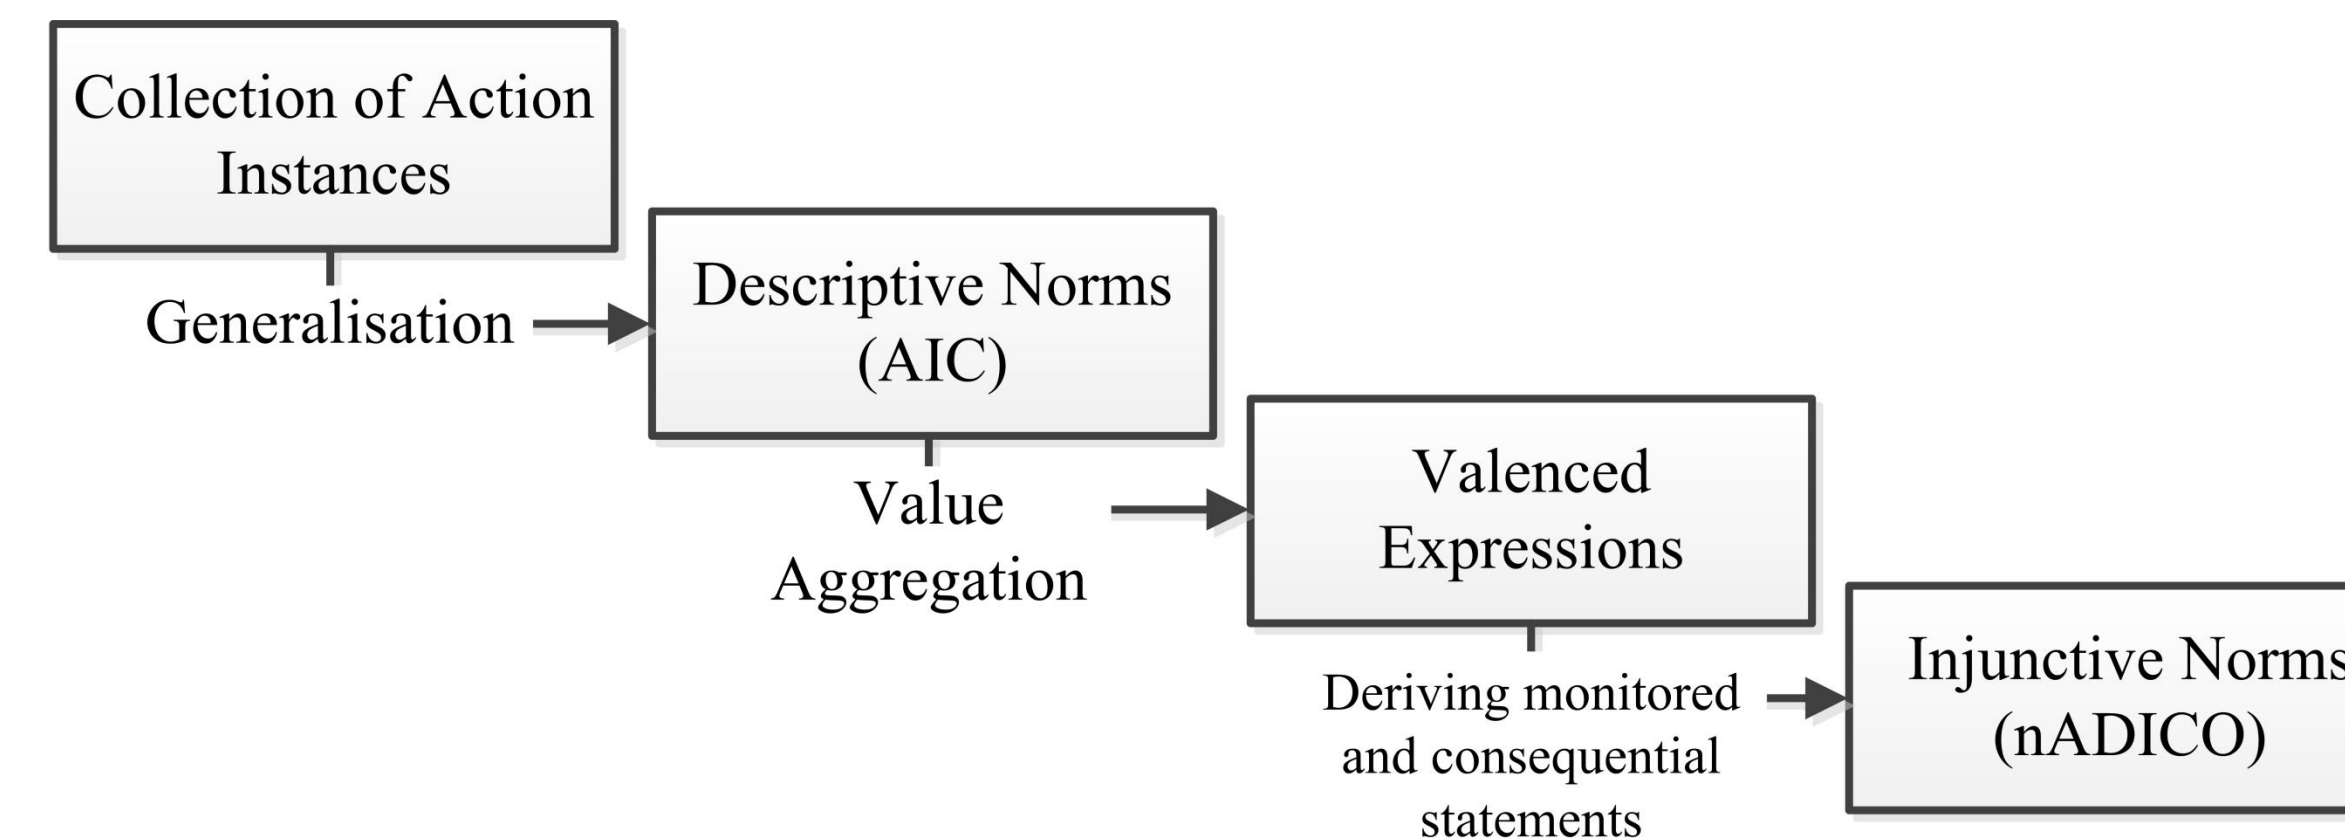 Collection of Action
Instances
Generalisation
Descriptive Norms
(AIC)
Value
Aggregation
Valenced
Expressions
Deriving monitored
and consequential
statements
Injunctive Norms
(nADICO)